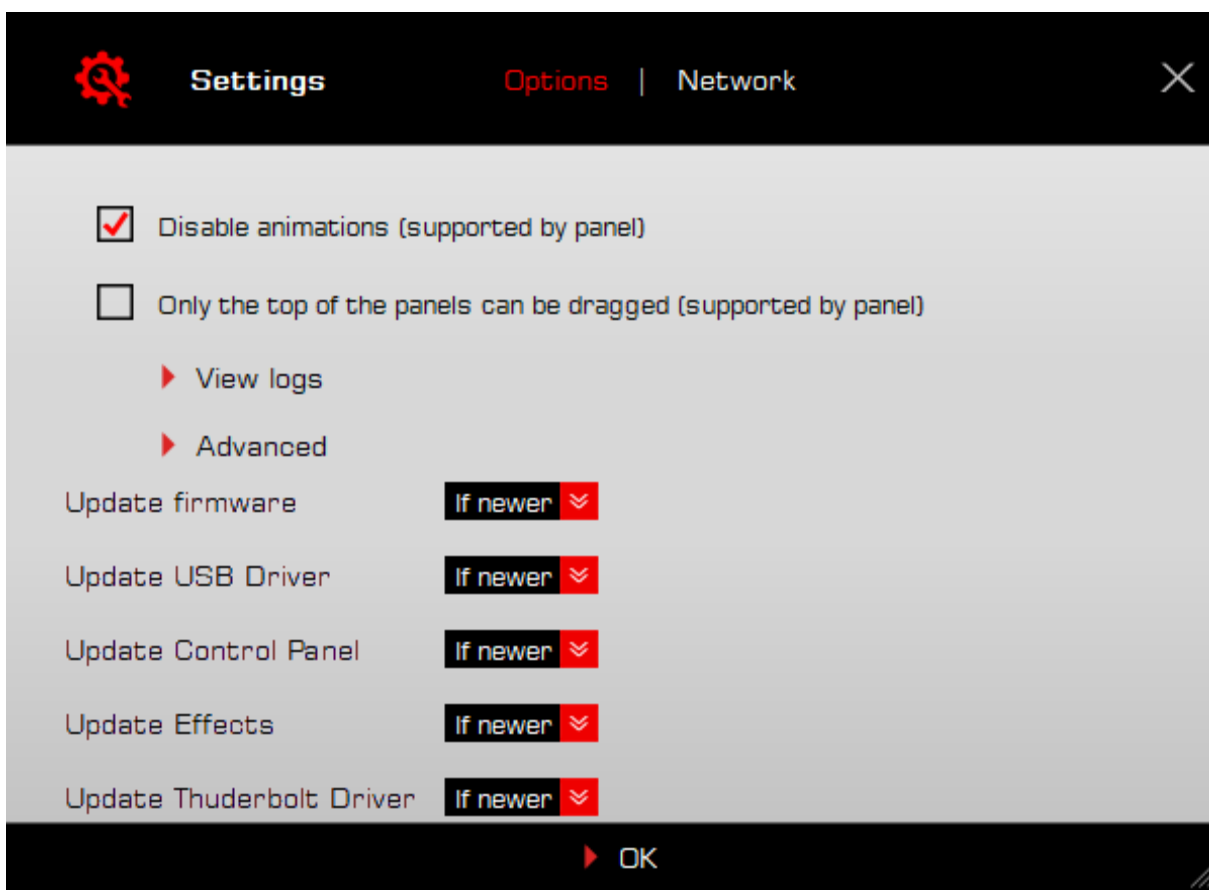 Settings Options | Network
Disable animations (supported by panel)
Only the top of the panels can be dragged (supported by panel)
View logs
Advanced
Update firmware If newer
Update USB Driver If newer
Update Control Panel If newer
Update Effects If newer
Update Thuderbolt Driver If newer
OK